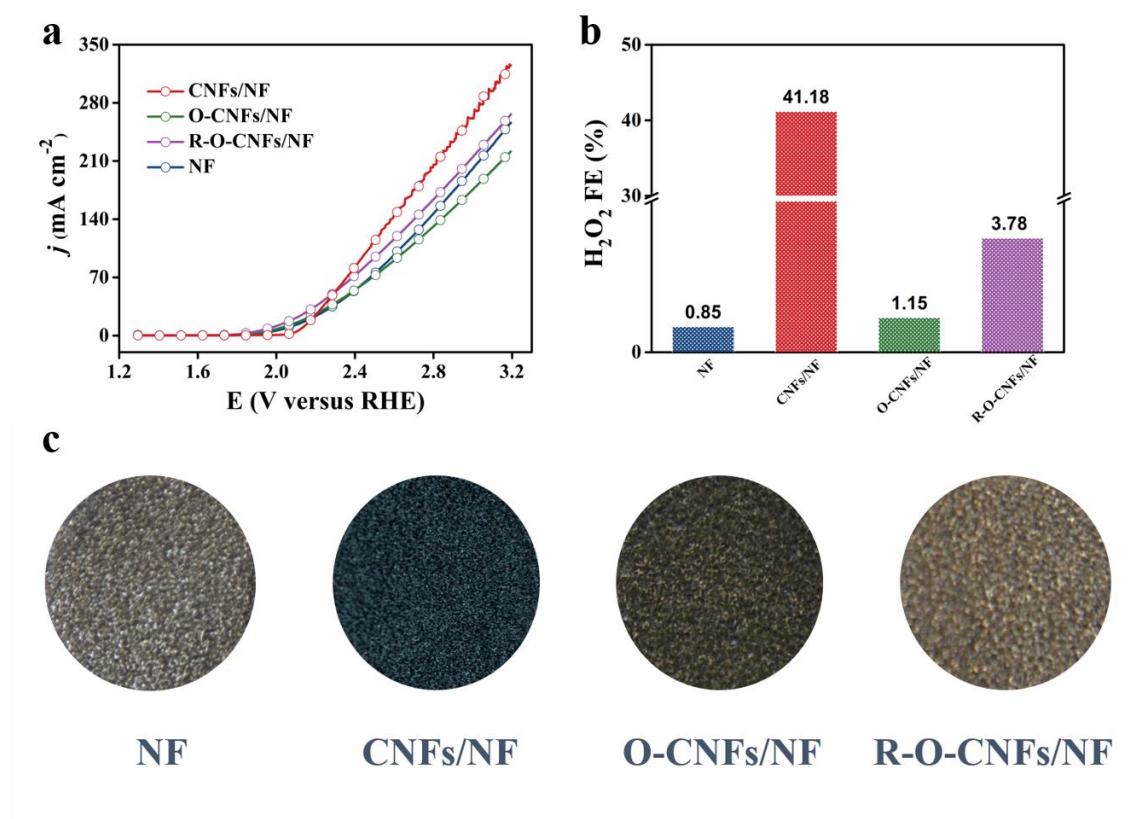 a
350
280
210
140
70
0
j (mA cm⁻²)
CNFs/NF
O-CNFs/NF
R-O-CNFs/NF
NF
1.2 1.6 2.0 2.4 2.8 3.2
E (V versus RHE)
b
50
40
30
0
H₂O₂ FE (%)
0.85
41.18
1.15
3.78
NF
CNFs/NF
O-CNFs/NF
R-O-CNFs/NF
c
NF CNFs/NF O-CNFs/NF R-O-CNFs/NF